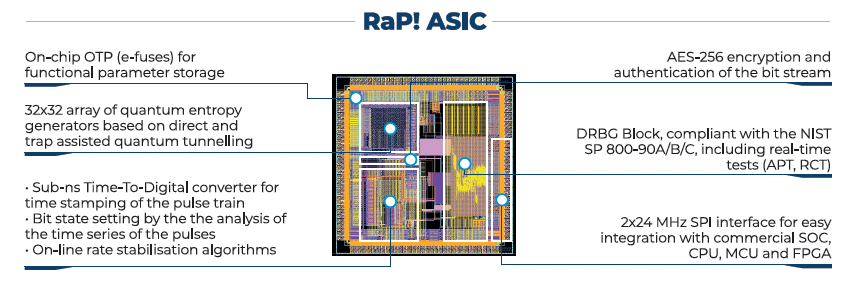 RaP! ASIC
On-chip OTP (e-fuses) for
functional parameter storage
32x32 array of quantum entropy
generators based on direct and
trap assisted quantum tunnelling
· Sub-ns Time-To-Digital converter for
time stamping of the pulse train
· Bit state setting by the the analysis of
the time series of the pulses
· On-line rate stabilisation algorithms
AES-256 encryption and
authentication of the bit stream
DRBG Block, compliant with the NIST
SP 800-90A/B/C, including real-time
tests (APT, RCT)
2x24 MHz SPI interface for easy
integration with commercial SOC,
CPU, MCU and FPGA